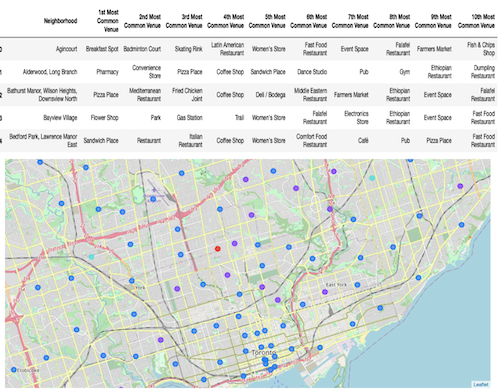 Neighborhood 1st Most Common Venue 2nd Most Common Venue 3rd Most Common Venue 4th Most Common Venue 5th Most Common Venue 6th Most Common Venue 7th Most Common Venue 8th Most Common Venue 9th Most Common Venue 10th Most Common Venue
0 Agincourt Breakfast Spot Badminton Court Skating Rink Latin American Restaurant Women's Store Fast Food Restaurant Event Space Falafel Restaurant Farmers Market Fish & Chips Shop
1 Alderwood, Long Branch Pharmacy Convenience Store Pizza Place Coffee Shop Sandwich Place Dance Studio Pub Gym Ethiopian Restaurant Dumpling Restaurant
2 Bathurst Manor, Wilson Heights, Downsview North Pizza Place Mediterranean Restaurant Fried Chicken Joint Coffee Shop Deli / Bodega Middle Eastern Restaurant Farmers Market Ethiopian Restaurant Event Space Falafel Restaurant
3 Bayview Village Flower Shop Park Gas Station Trail Women's Store Falafel Restaurant Electronics Store Ethiopian Restaurant Event Space Fast Food Restaurant
4 Bedford Park, Lawrence Manor East Sandwich Place Restaurant Italian Restaurant Coffee Shop Women's Store Comfort Food Restaurant Café Pub Pizza Place Fast Food Restaurant
York
East York
Toronto
Etobicoke
Leaflet